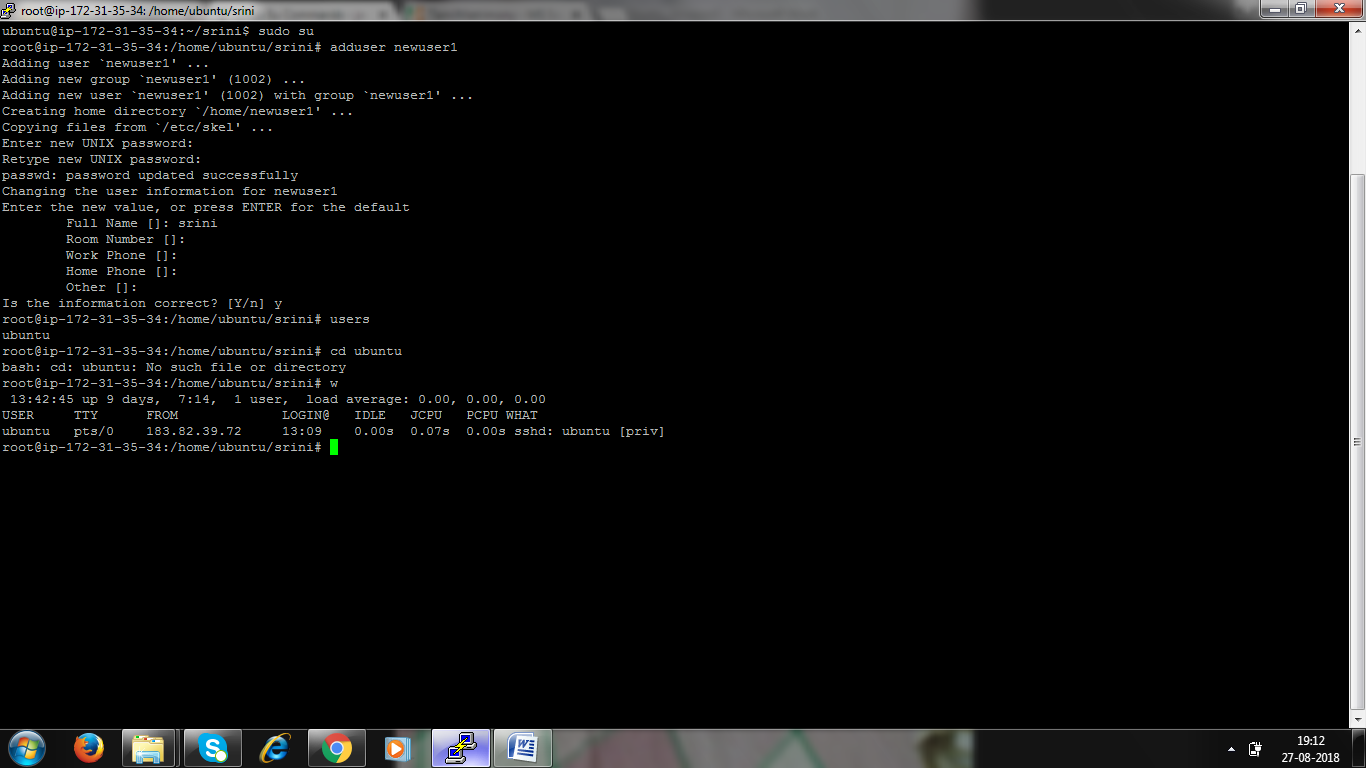 root@ip-172-31-35-34: /home/ubuntu/srini
ubuntu@ip-172-31-35-34:~/srini$ sudo su
root@ip-172-31-35-34:/home/ubuntu/srini# adduser newuser1
Adding user `newuser1' ...
Adding new group `newuser1' (1002) ...
Adding new user `newuser1' (1002) with group `newuser1' ...
Creating home directory `/home/newuser1' ...
Copying files from `/etc/skel' ...
Enter new UNIX password:
Retype new UNIX password:
passwd: password updated successfully
Changing the user information for newuser1
Enter the new value, or press ENTER for the default
        Full Name []: srini
        Room Number []:
        Work Phone []:
        Home Phone []:
        Other []:
Is the information correct? [Y/n] y
root@ip-172-31-35-34:/home/ubuntu/srini# users
ubuntu
root@ip-172-31-35-34:/home/ubuntu/srini# cd ubuntu
bash: cd: ubuntu: No such file or directory
root@ip-172-31-35-34:/home/ubuntu/srini# w
 13:42:45 up 9 days,  7:14,  1 user,  load average: 0.00, 0.00, 0.00
USER     TTY      FROM             LOGIN@   IDLE   JCPU   PCPU WHAT
ubuntu   pts/0    183.82.39.72     13:09    0.00s  0.07s  0.00s sshd: ubuntu [priv]
root@ip-172-31-35-34:/home/ubuntu/srini#
19:12
27-08-2018